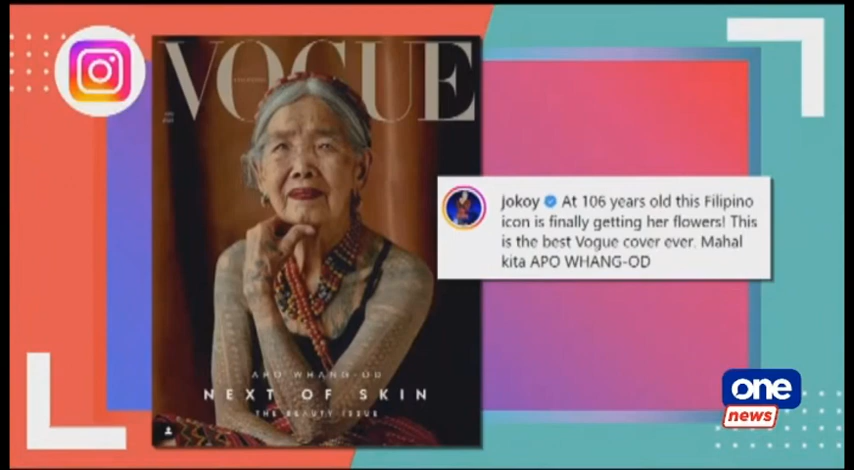 VOGUE
APO WHANG-OD
NEXT OF SKIN
THE BEAUTY ISSUE
jokoy At 106 years old this Filipino
icon is finally getting her flowers! This
is the best Vogue cover ever. Mahal
kita APO WHANG-OD
one
news